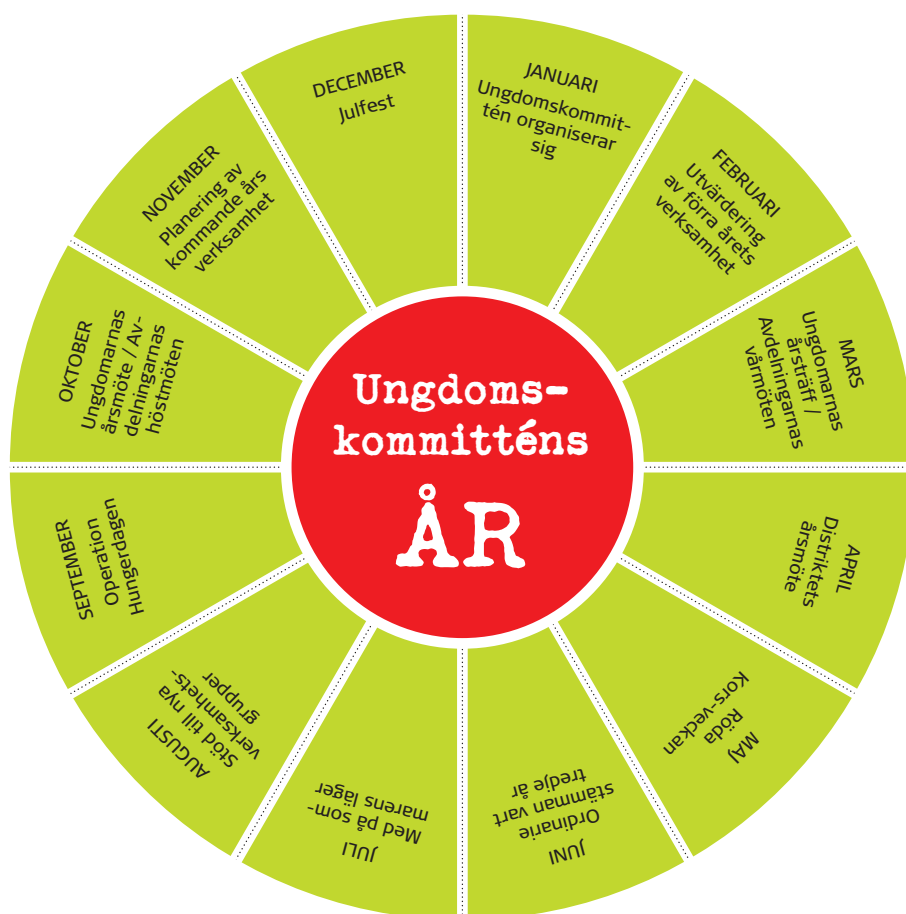 Ungdoms-
kommitténs
ÅR
JANUARI
Ungdomskommit-
tén organiserar
sig
FEBRUARI
Utvärdering
av förra årets
verksamhet
MARS
Ungdomarnas
årsträff /
Avdelningarnas
vårmöten
APRIL
Distriktets
årsmöte
MAJ
Röda
Kors-veckan
JUNI
Ordinarie
stämman vart
tredje år
JULI
Med på som-
marens läger
AUGUSTI
Stöd till nya
verksamhets-
grupper
SEPTEMBER
Operation
Hungerdagen
OKTOBER
Ungdomarnas
årsmöte / Av-
delningarnas
höstmöten
NOVEMBER
Planering av
kommande års
verksamhet
DECEMBER
Julfest